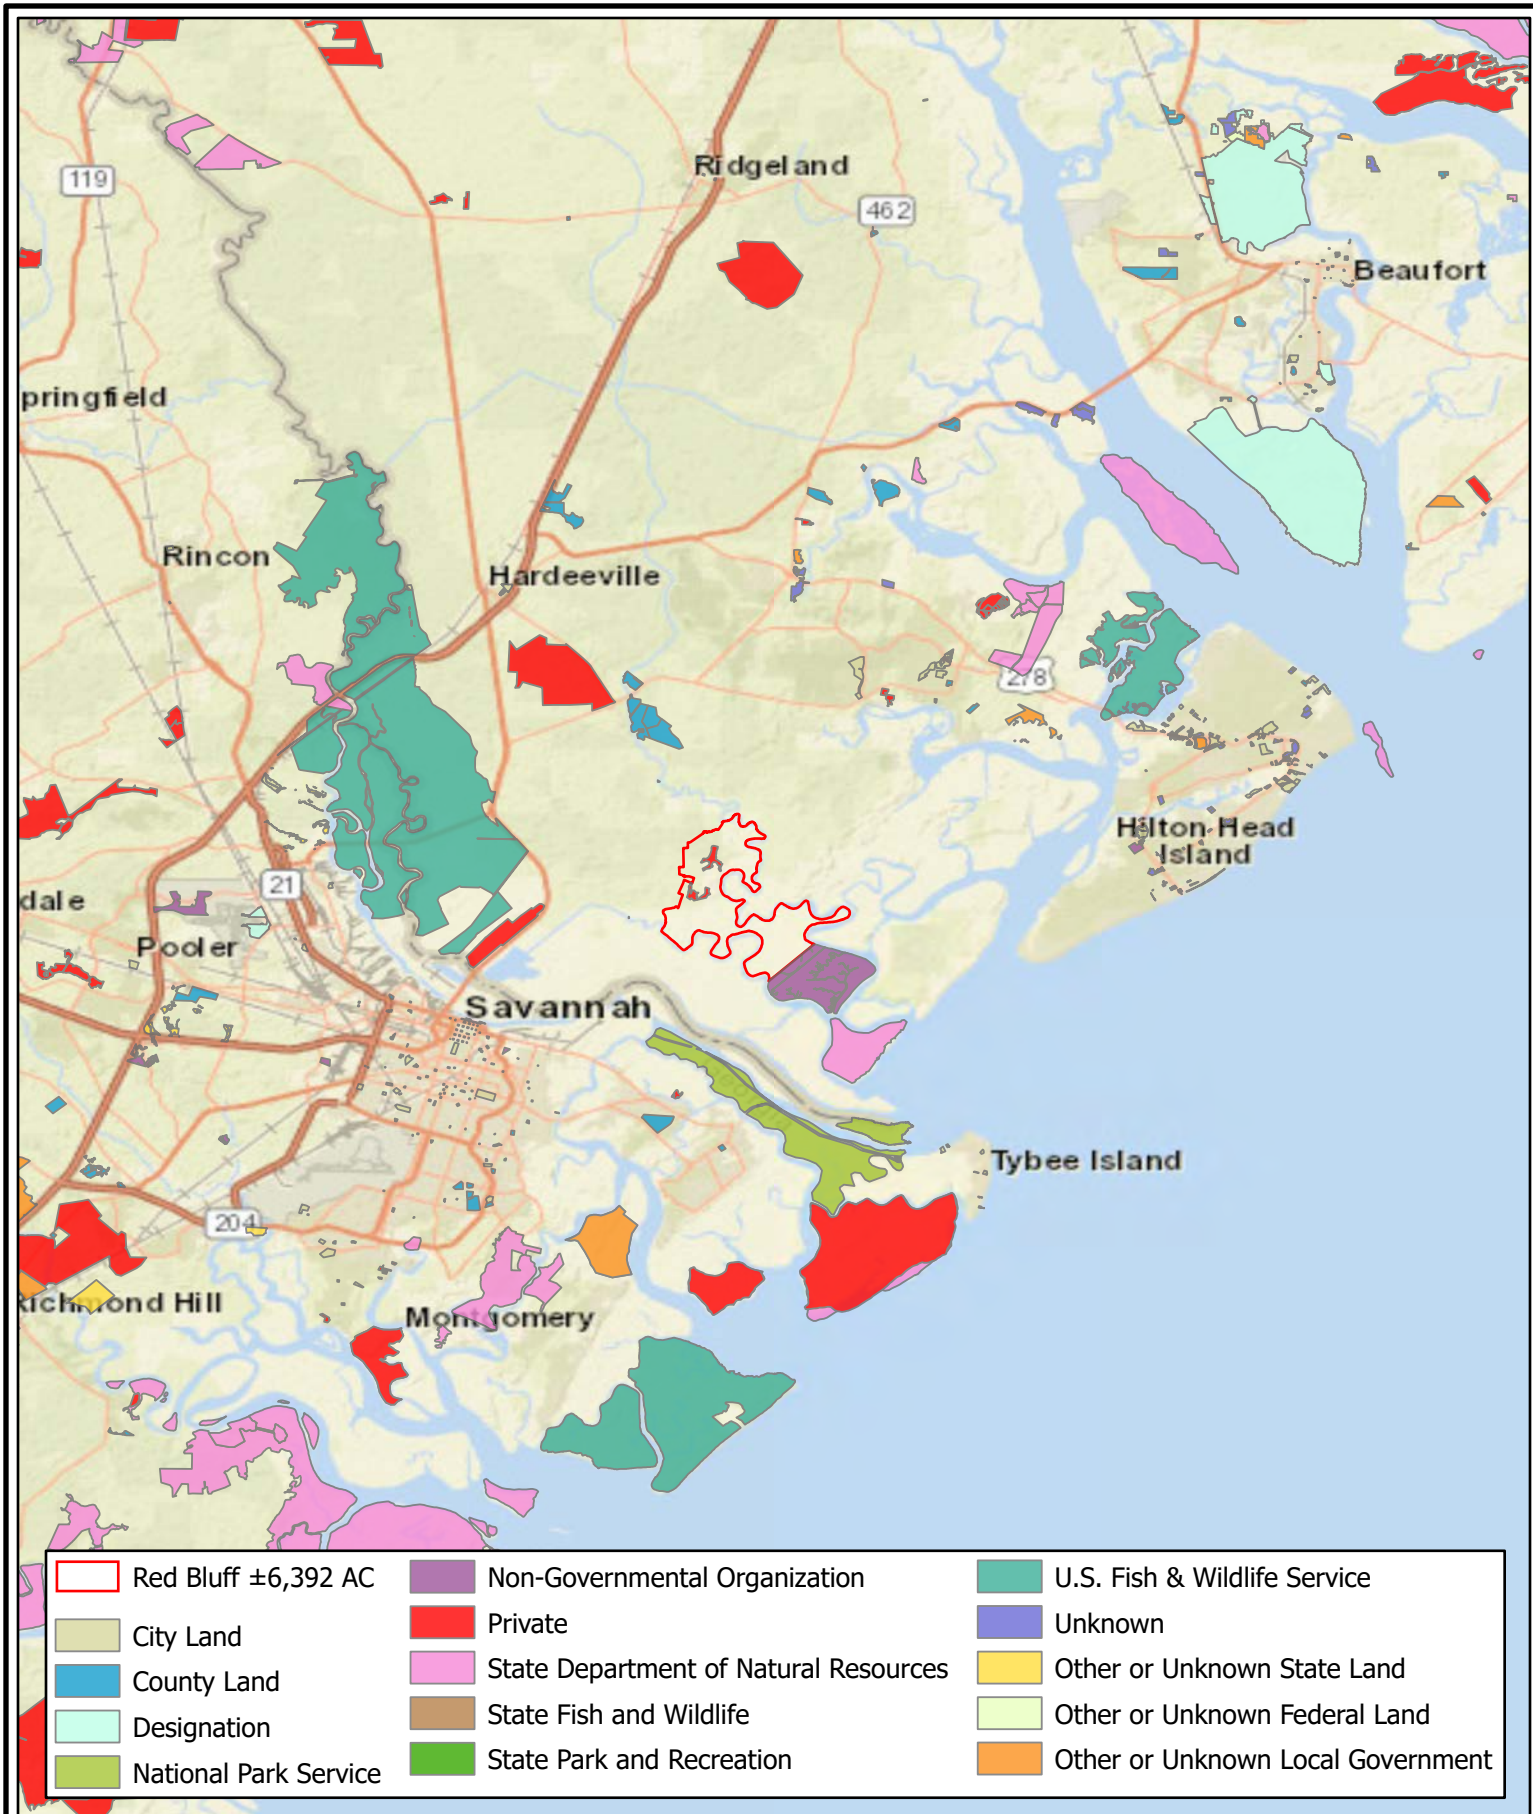 Ridgeland
119
462
Beaufort
pringfield
Rincon
Hardeeville
278
Hilton Head
Island
21
dale
Pooler
Savannah
Tybee Island
204
Richmond Hill
Montgomery
Red Bluff ±6,392 AC
City Land
County Land
Designation
National Park Service
Non-Governmental Organization
Private
State Department of Natural Resources
State Fish and Wildlife
State Park and Recreation
U.S. Fish & Wildlife Service
Unknown
Other or Unknown State Land
Other or Unknown Federal Land
Other or Unknown Local Government